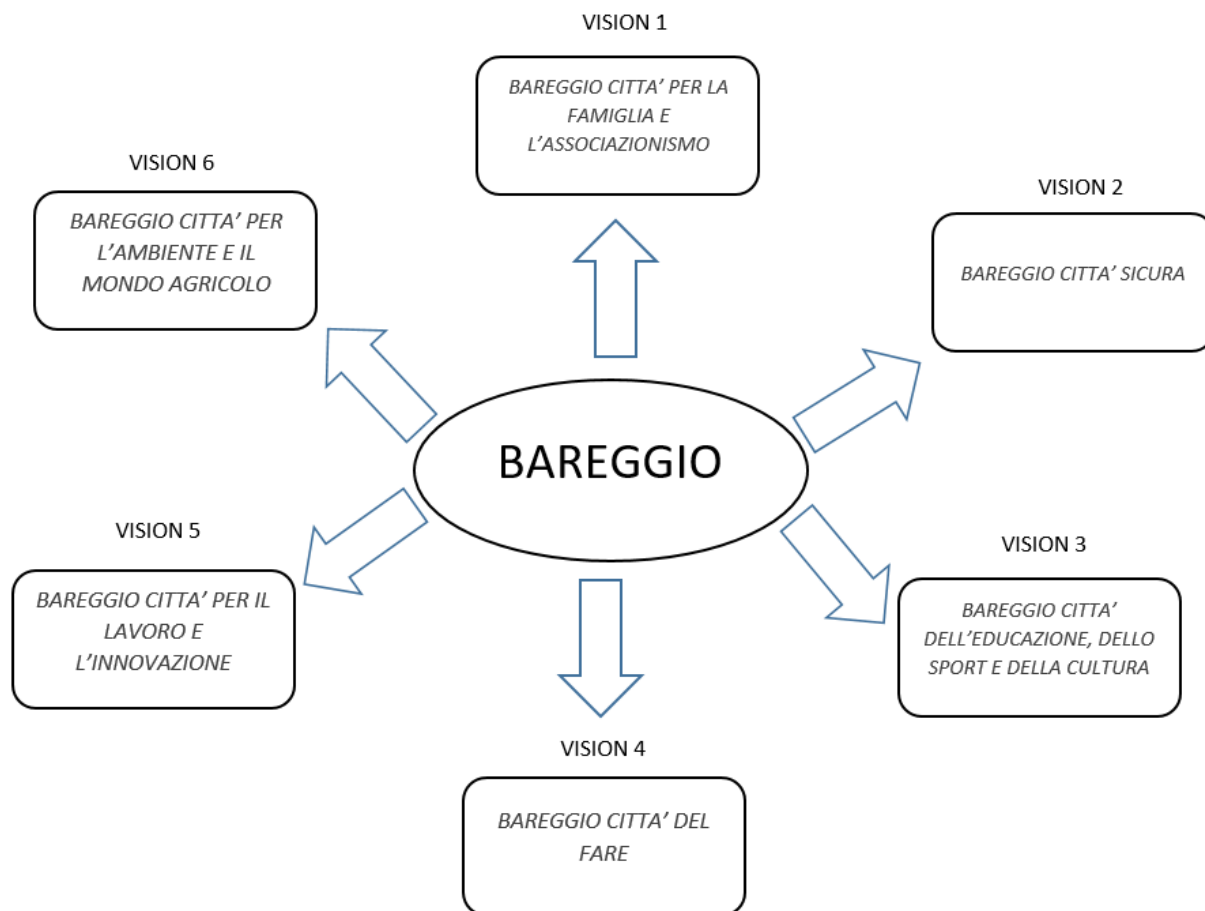 VISION 1
BAREGGIO CITTA’ PER LA
FAMIGLIA E
L’ASSOCIAZIONISMO
VISION 6
BAREGGIO CITTA’ PER
L’AMBIENTE E IL
MONDO AGRICOLO
VISION 2
BAREGGIO CITTA’ SICURA
BAREGGIO
VISION 5
BAREGGIO CITTA’ PER IL
LAVORO E
L’INNOVAZIONE
VISION 3
BAREGGIO CITTA’
DELL’EDUCAZIONE, DELLO
SPORT E DELLA CULTURA
VISION 4
BAREGGIO CITTA’ DEL
FARE